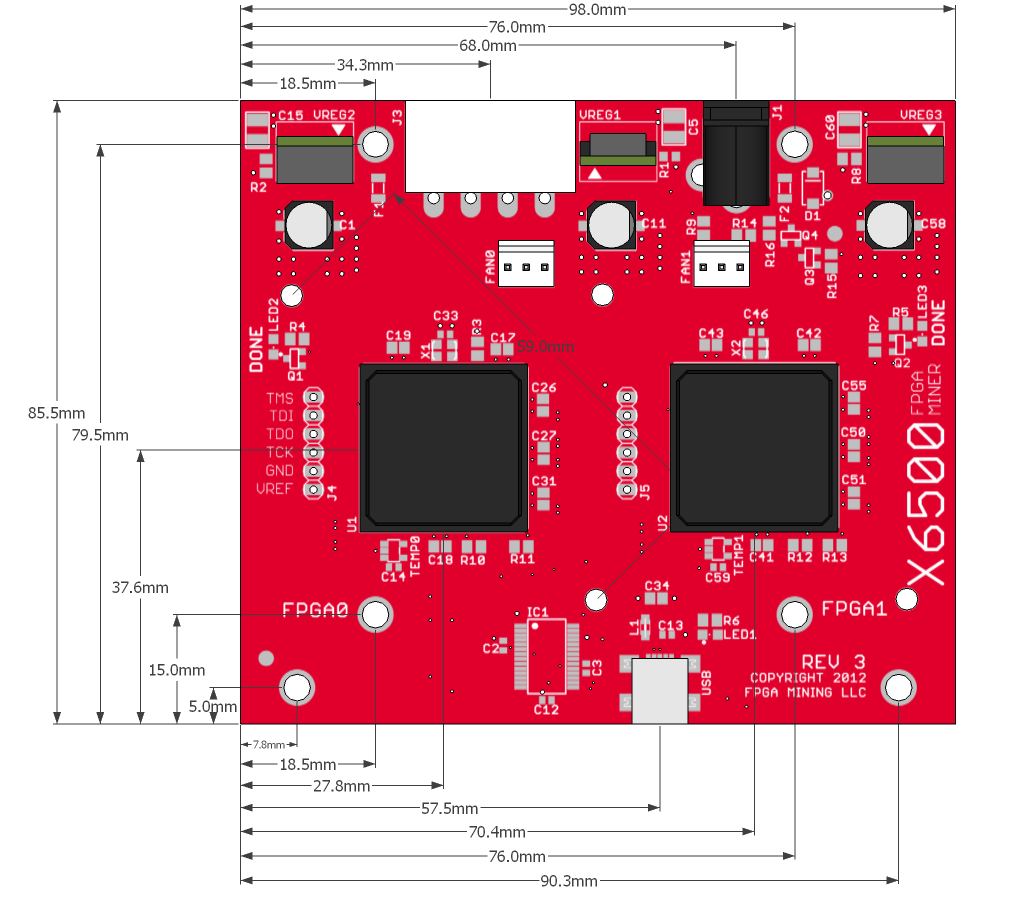 98.0mm
76.0mm
68.0mm
34.3mm
18.5mm
C15
VREG2
J3
VREG1
C5
J1
C60
VREG3
R2
F1
R1
F2
D1
R8
C1
C11
R9
R14
R16
Q4
C58
FAN0
FAN1
Q3
R15
LED2
DONE
R4
Q1
C33
C19
X1
C17
59.0mm
C46
C43
X2
C42
R7
R5
Q2
LED3
DONE
85.5mm
79.5mm
TMS
TDI
TDO
TCK
GND
VREF
J4
C26
C27
C31
J5
C55
C50
C51
X6500
FPGA
MINER
U1
U2
C14
TEMP0
C18
R10
R11
C59
TEMP1
C41
R12
R13
37.6mm
FPGA0
IC1
C34
FPGA1
L1
C13
R6
LED1
C2
C3
C12
USB
REV 3
COPYRIGHT 2012
FPGA MINING LLC
15.0mm
5.0mm
7.8mm
18.5mm
27.8mm
57.5mm
70.4mm
76.0mm
90.3mm